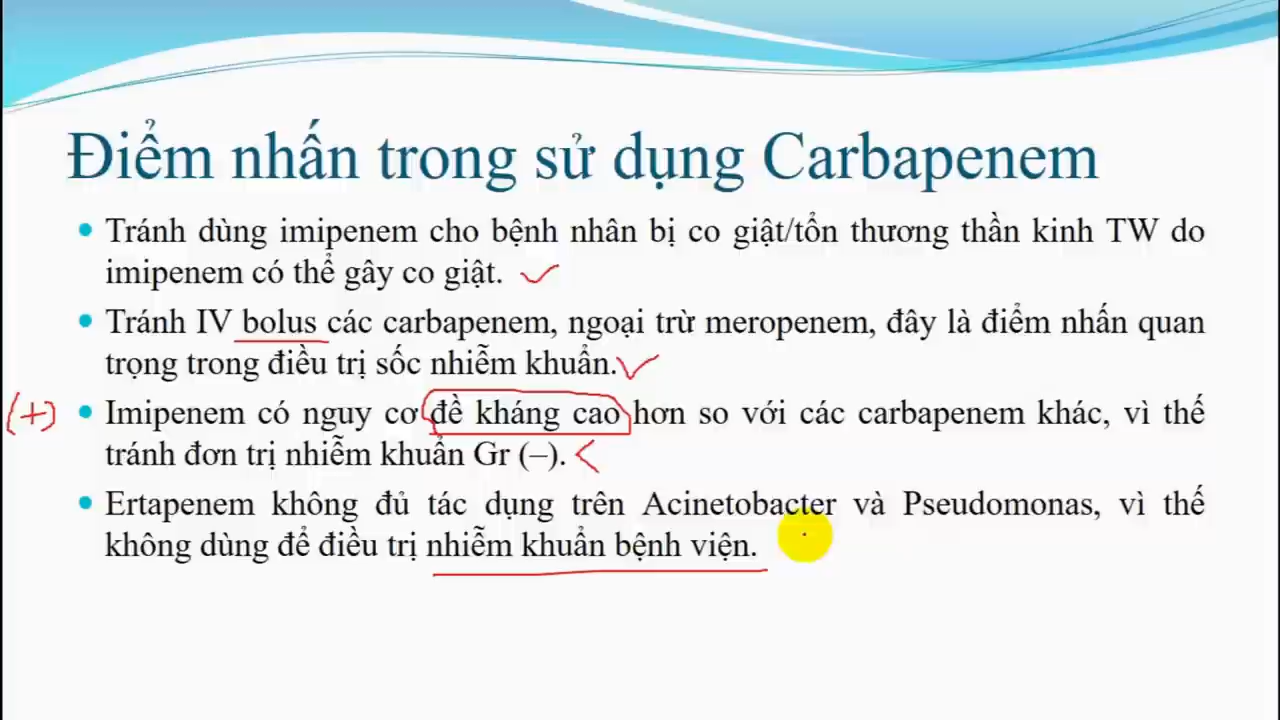 Điểm nhấn trong sử dụng Carbapenem
• Tránh dùng imipenem cho bệnh nhân bị co giật/tổn thương thần kinh TW do
imipenem có thể gây co giật.
• Tránh IV bolus các carbapenem, ngoại trừ meropenem, đây là điểm nhấn quan
trọng trong điều trị sốc nhiễm khuẩn.
(+) • Imipenem có nguy cơ đề kháng cao hơn so với các carbapenem khác, vì thế
tránh đơn trị nhiễm khuẩn Gr (–).
• Ertapenem không đủ tác dụng trên Acinetobacter và Pseudomonas, vì thế
không dùng để điều trị nhiễm khuẩn bệnh viện.